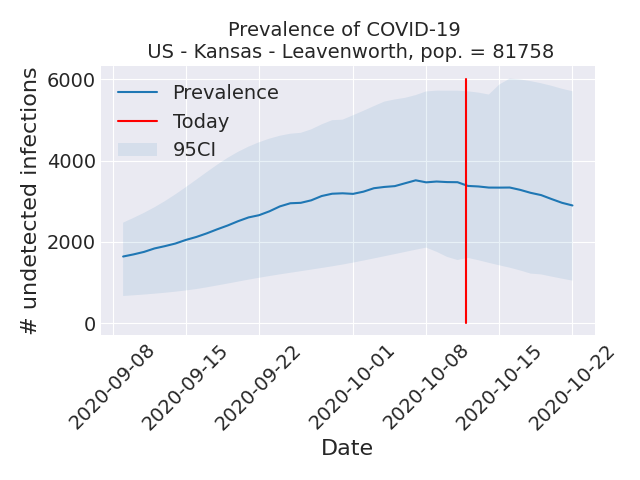 Prevalence of COVID-19
US - Kansas - Leavenworth, pop. = 81758
# undetected infections
6000
4000
2000
0
Prevalence
Today
95CI
2020-09-08
2020-09-15
2020-09-22
2020-10-01
2020-10-08
2020-10-15
2020-10-22
Date